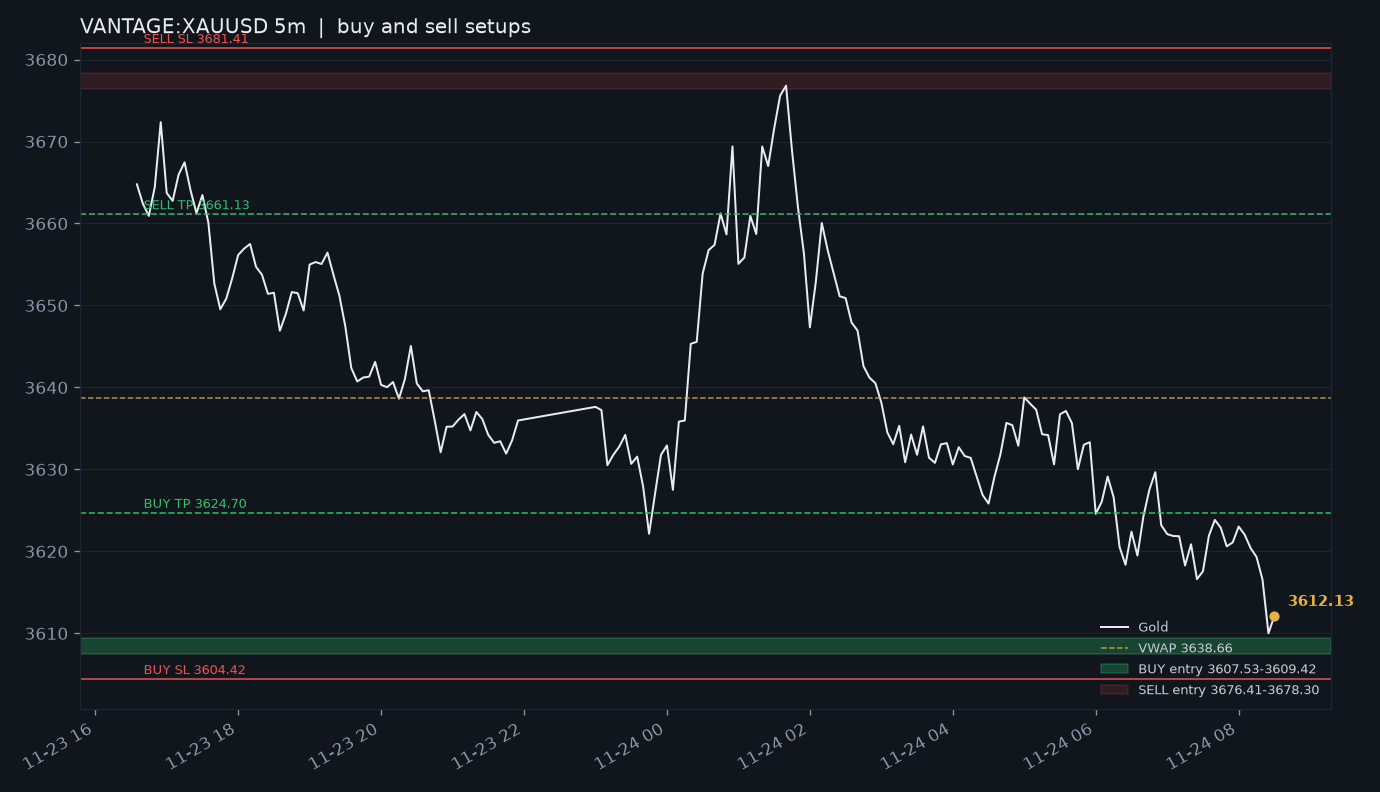 VANTAGE:XAUUSD 5m | buy and sell setups
SELL SL 3681.41
3680
3670
SELL TP 3661.13
3660
3650
3640
3630
BUY TP 3624.70
3620
3612.13
3610
Gold
VWAP 3638.66
BUY SL 3604.42
BUY entry 3607.53-3609.42
SELL entry 3676.41-3678.30
11-23 16
11-23 18
11-23 20
11-23 22
11-24 00
11-24 02
11-24 04
11-24 06
11-24 08